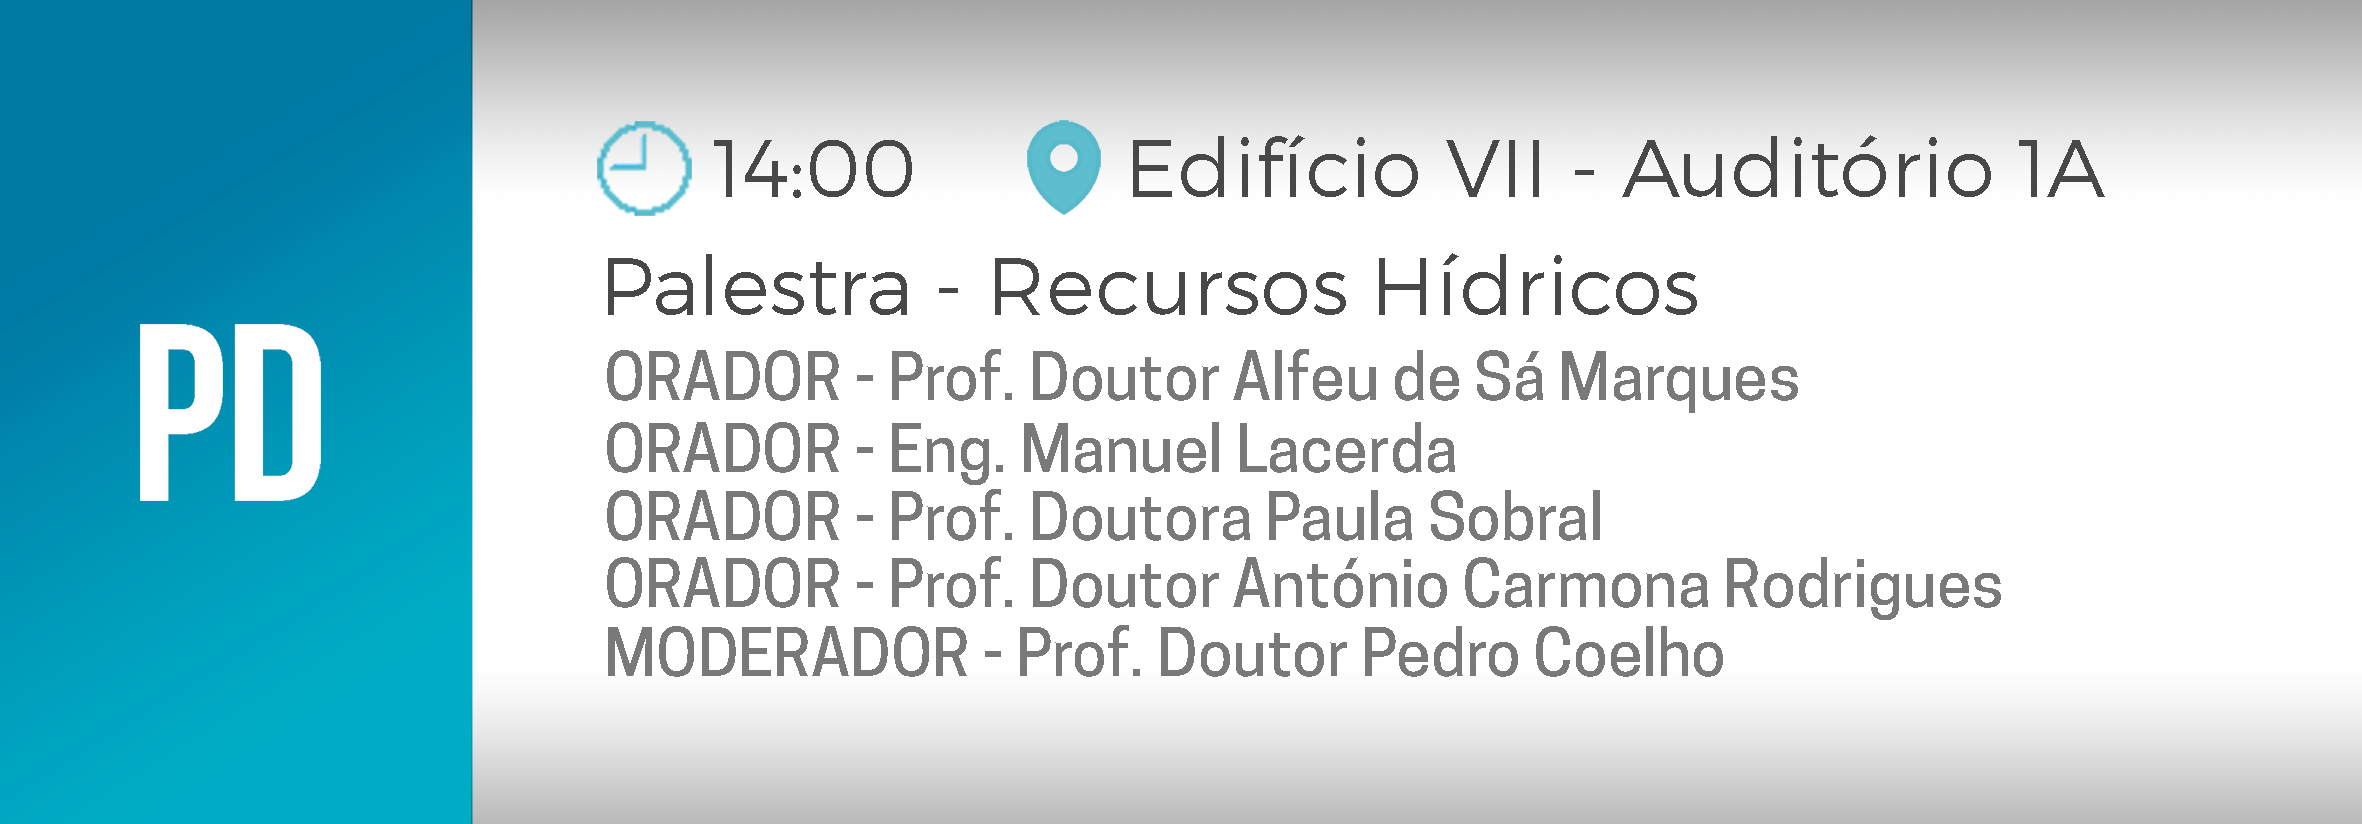 PD
14:00
Edifício VII - Auditório 1A
Palestra - Recursos Hídricos
ORADOR - Prof. Doutor Alfeu de Sá Marques
ORADOR - Eng. Manuel Lacerda
ORADOR - Prof. Doutora Paula Sobral
ORADOR - Prof. Doutor António Carmona Rodrigues
MODERADOR - Prof. Doutor Pedro Coelho